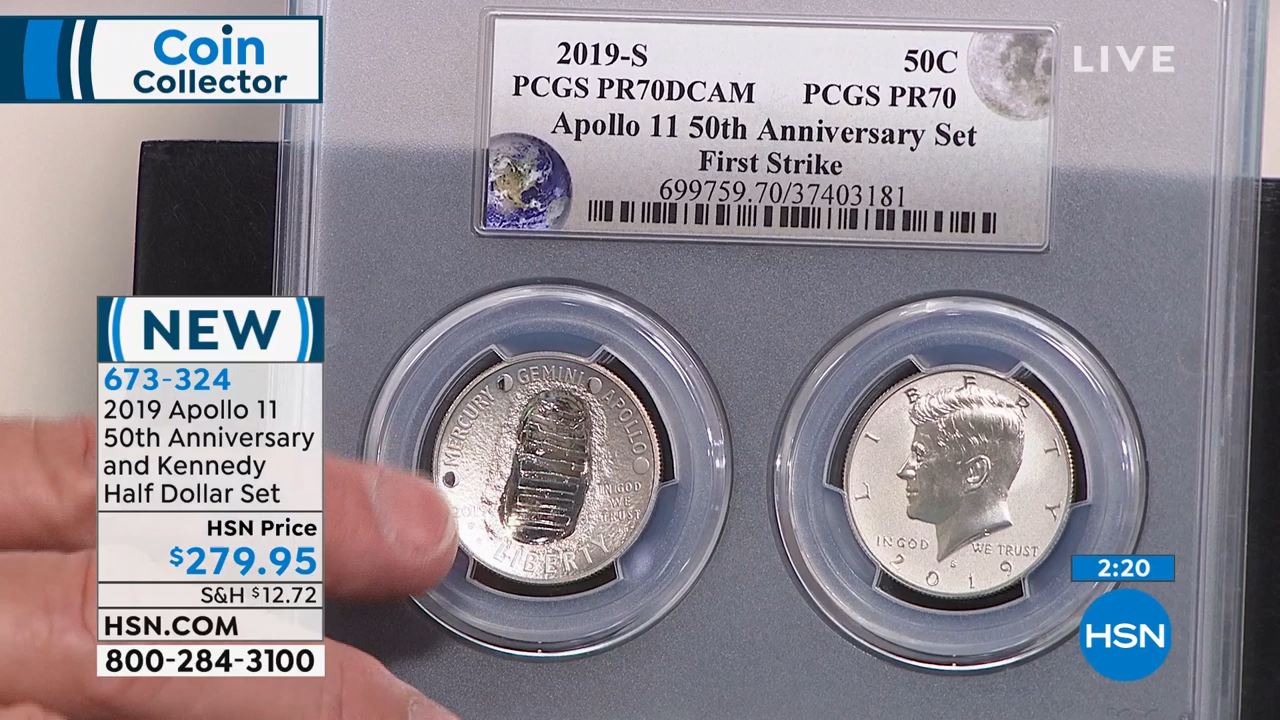 Coin
Collector
LIVE
2019-S 50C
PCGS PR70DCAM PCGS PR70
Apollo 11 50th Anniversary Set
First Strike
699759.70/37403181
NEW
673-324
2019 Apollo 11
50th Anniversary
and Kennedy
Half Dollar Set
HSN Price
$279.95
S&H $12.72
HSN.COM
800-284-3100
MERCURY GEMINI APOLLO
IN GOD
WE
TRUST
LIBERTY
LIBERTY
IN GOD WE TRUST
S
2019
2:20
HSN